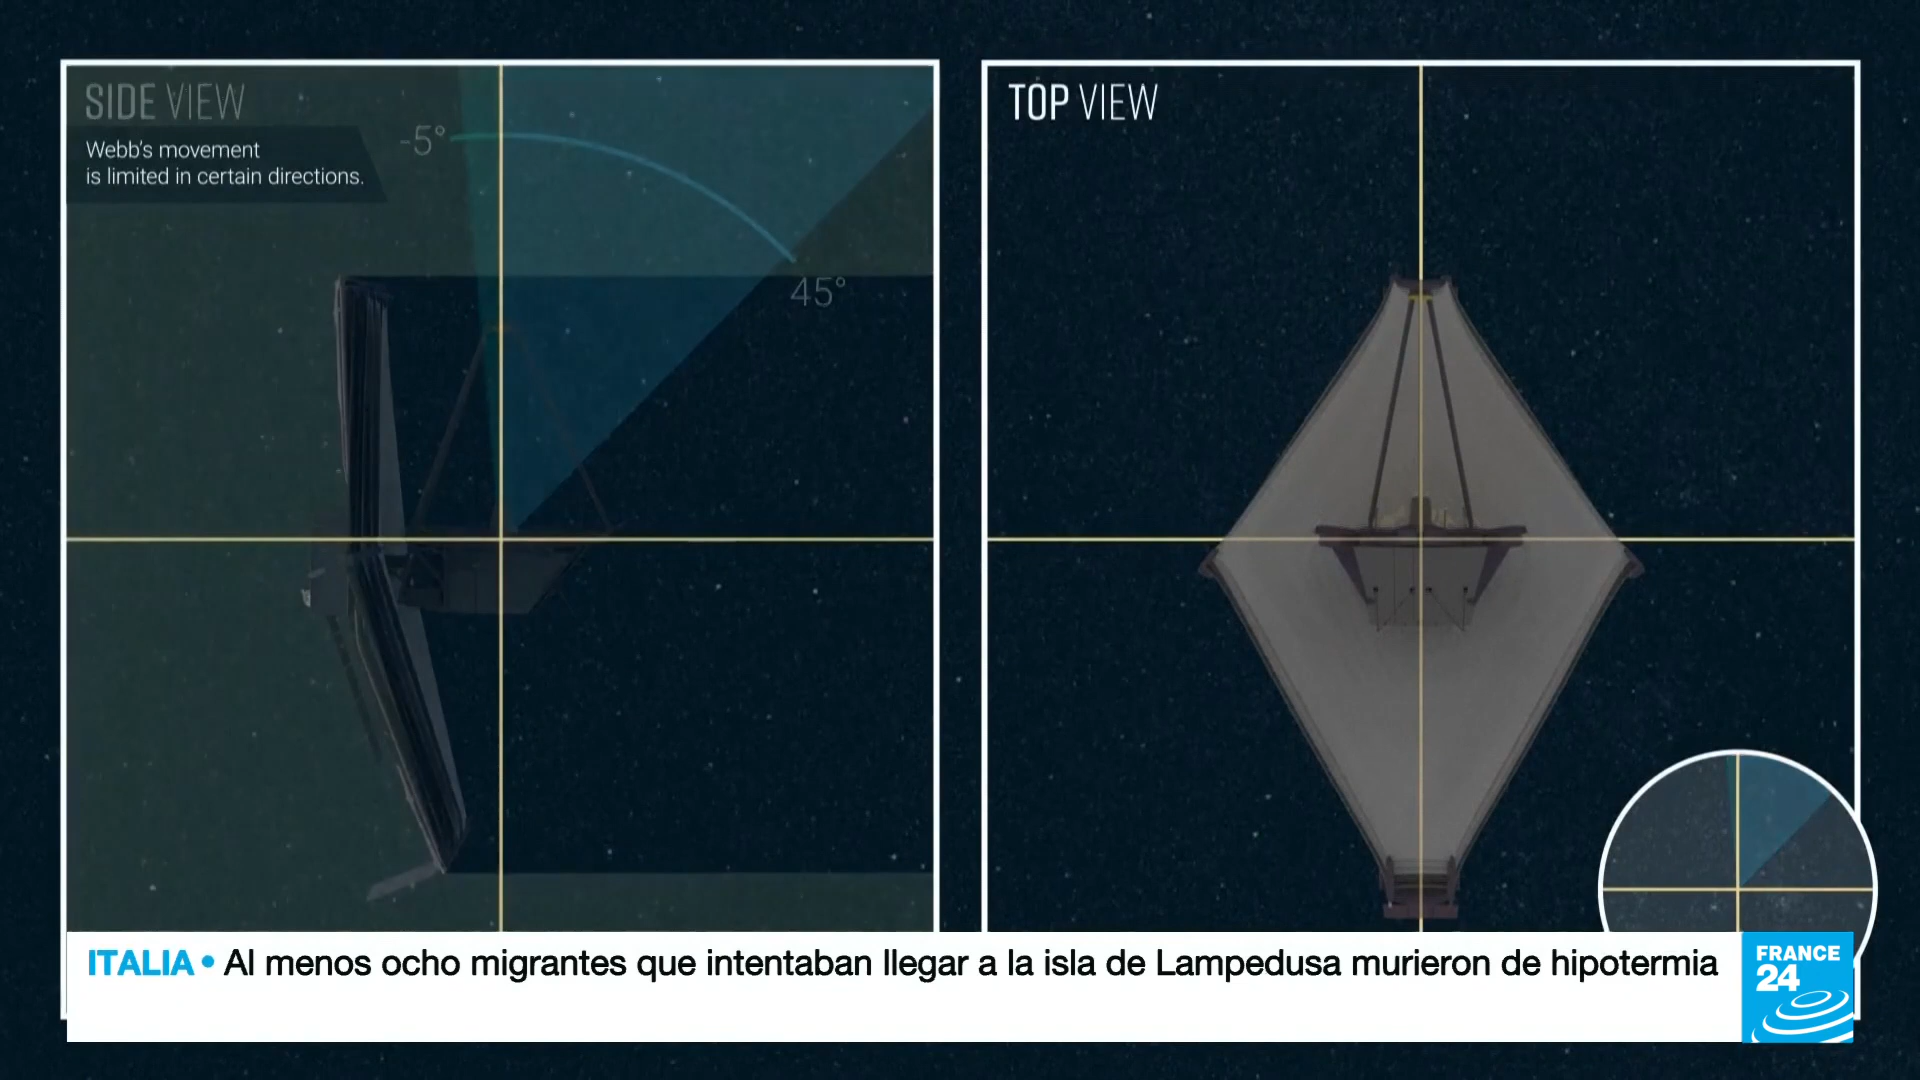 SIDE VIEW
Webb's movement
is limited in certain directions.
-5°
45°
TOP VIEW
ITALIA • Al menos ocho migrantes que intentaban llegar a la isla de Lampedusa murieron de hipotermia
FRANCE
24